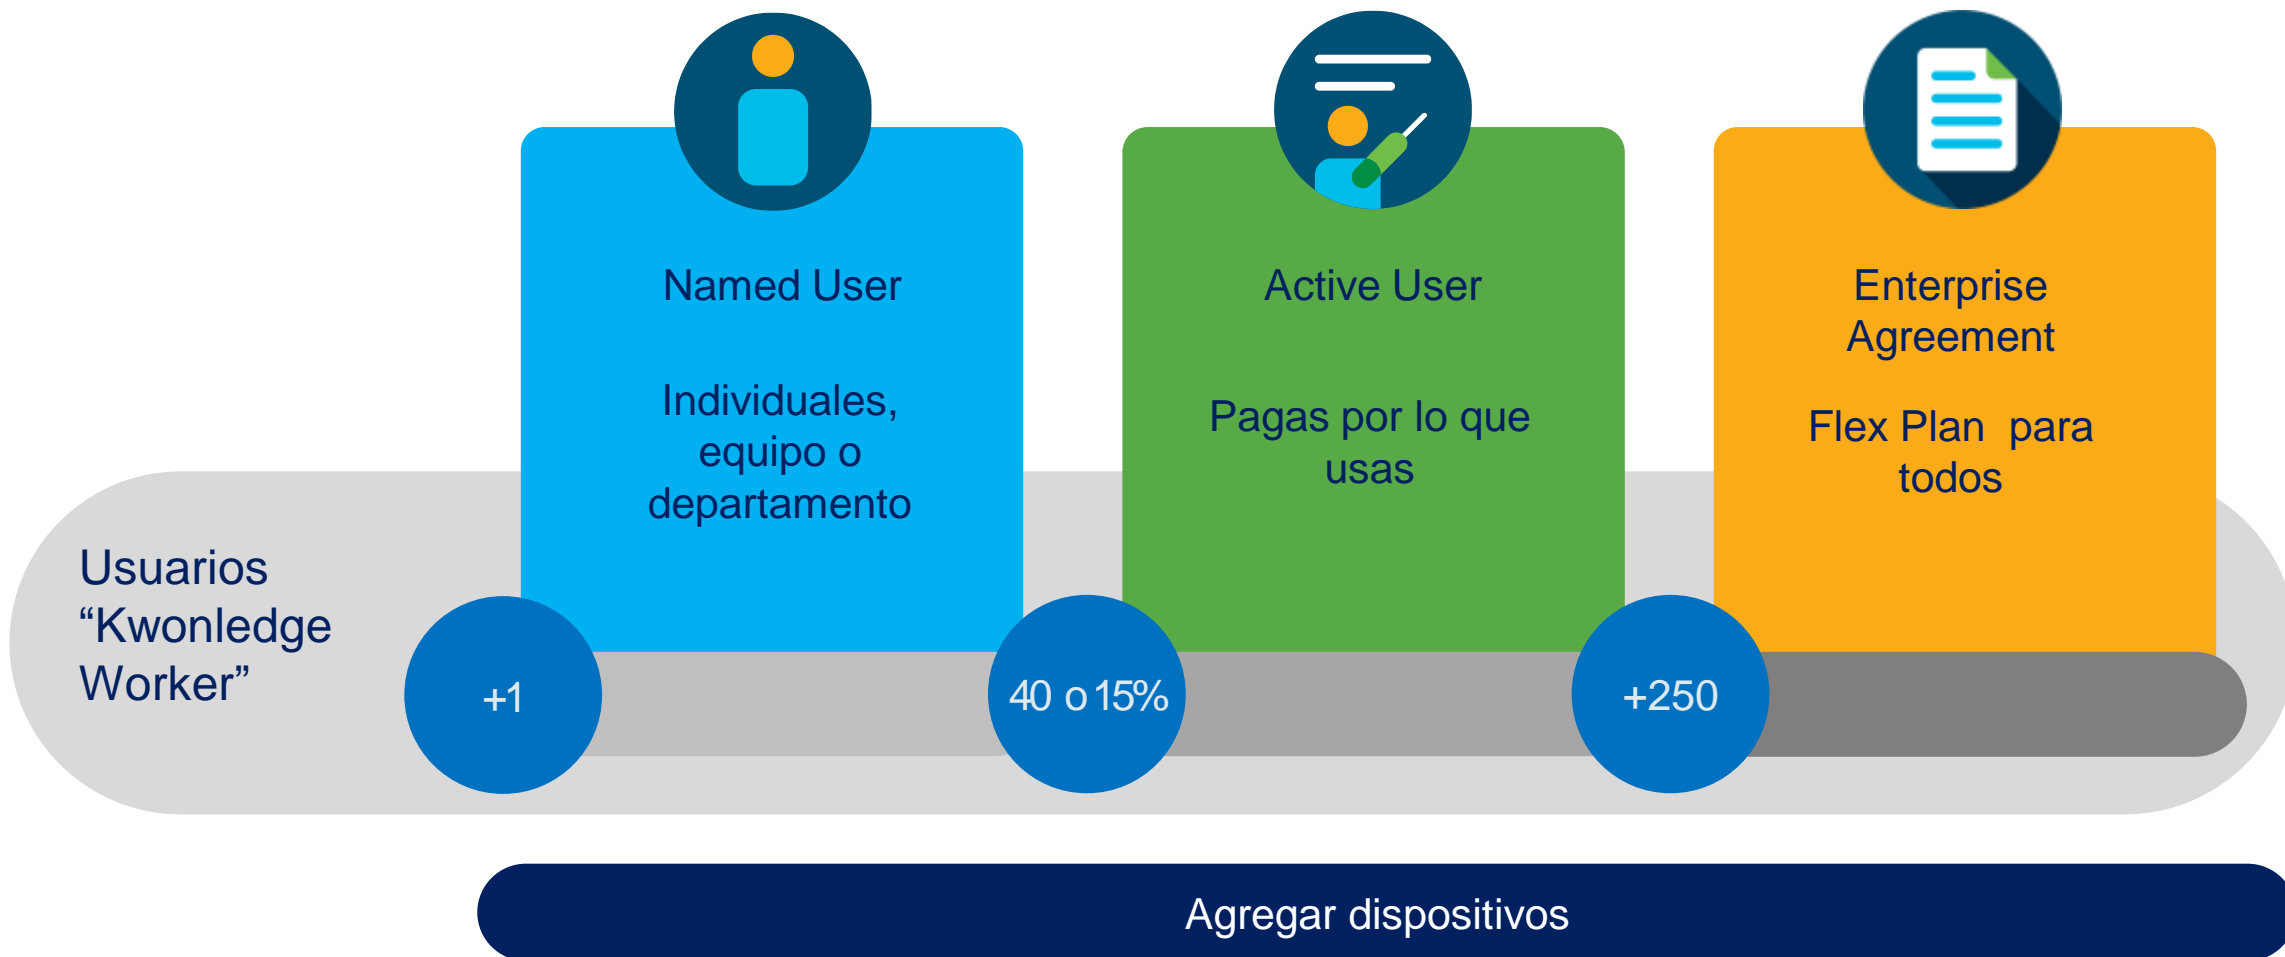 Named User
Individuales,
equipo o
departamento
Active User
Pagas por lo que
usas
Enterprise
Agreement
Flex Plan  para
todos
Usuarios
“Kwonledge
Worker”
+1
40 o 15%
+250
Agregar dispositivos